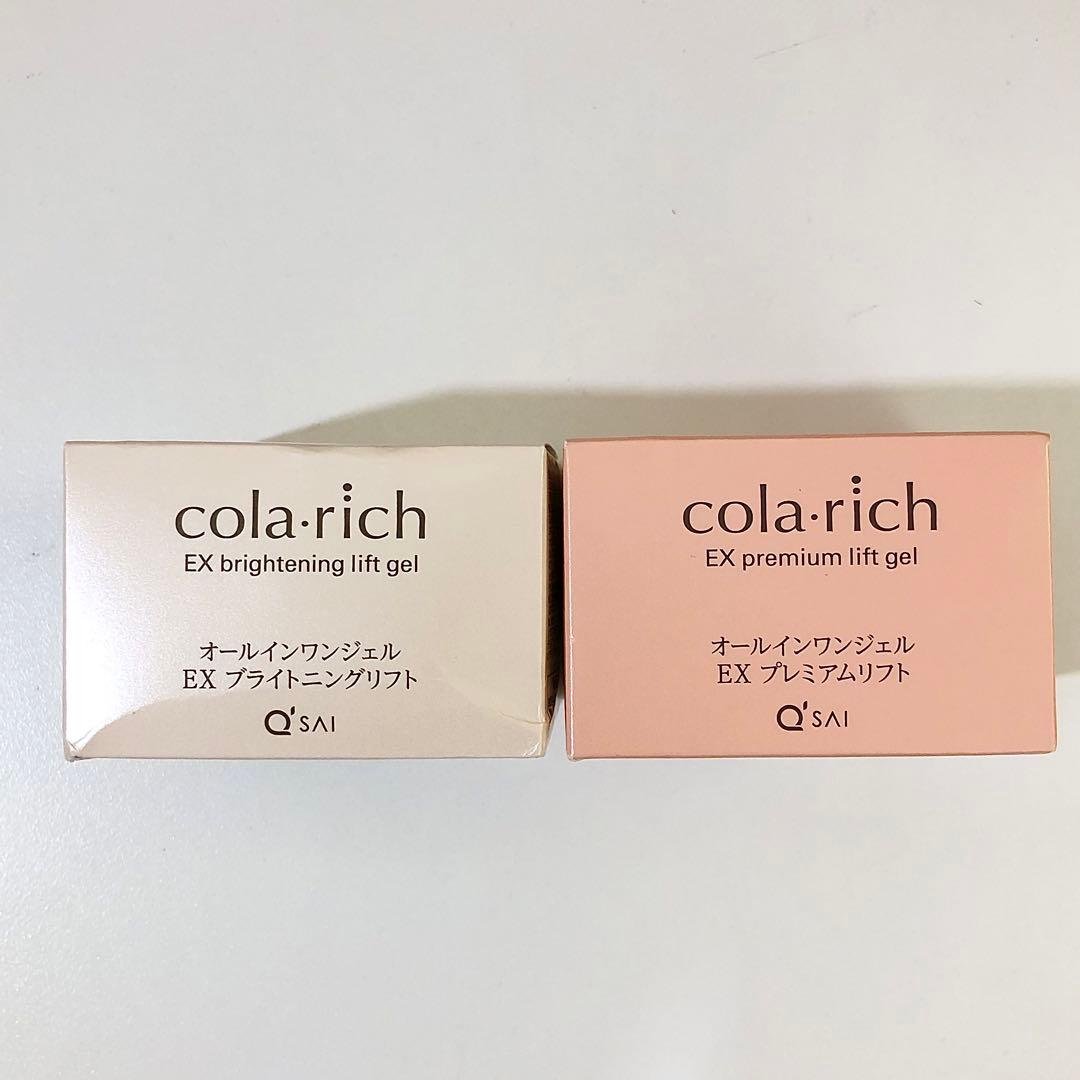 cola·rich
EX brightening lift gel
オールインワンジェル
EX ブライトニングリフト
Q'SAI
cola·rich
EX premium lift gel
オールインワンジェル
EX プレミアムリフト
Q'SAI